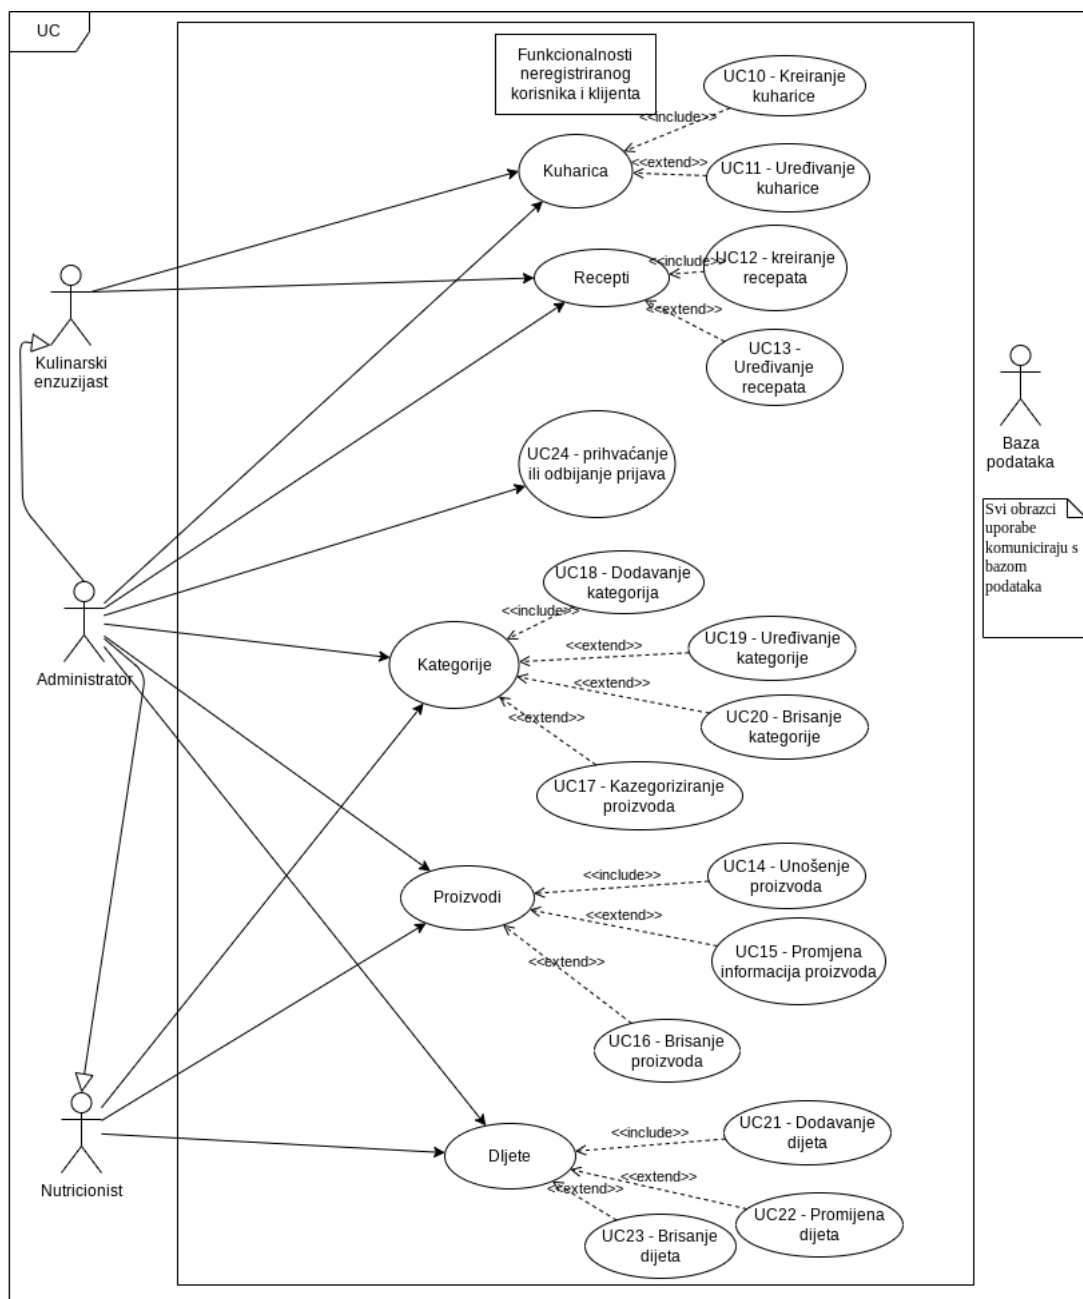 UC
Funkcionalnosti
neregistriranog
korisnika i klijenta
UC10 - Kreiranje
kuharice
<<include>>
Kuharica
<<extend>>
UC11 - Uređivanje
kuharice
Kulinarski
enzuzijast
Recepti
<<include>>
UC12 - kreiranje
recepata
<<extend>>
UC13 -
Uređivanje
recepata
Baza
podataka
Svi obrazci
uporabe
komuniciraju s
bazom
podataka
UC24 - prihvaćanje
ili odbijanje prijava
Administrator
UC18 - Dodavanje
kategorija
<<include>>
Kategorije
<<extend>>
UC19 - Uređivanje
kategorije
<<extend>>
UC20 - Brisanje
kategorije
<<extend>>
UC17 - Kazegoriziranje
proizvoda
Proizvodi
<<include>>
UC14 - Unošenje
proizvoda
<<extend>>
UC15 - Promjena
informacija proizvoda
<<extend>>
UC16 - Brisanje
proizvoda
Nutricionist
DIjete
<<include>>
UC21 - Dodavanje
dijeta
<<extend>>
UC22 - Promijena
dijeta
<<extend>>
UC23 - Brisanje
dijeta